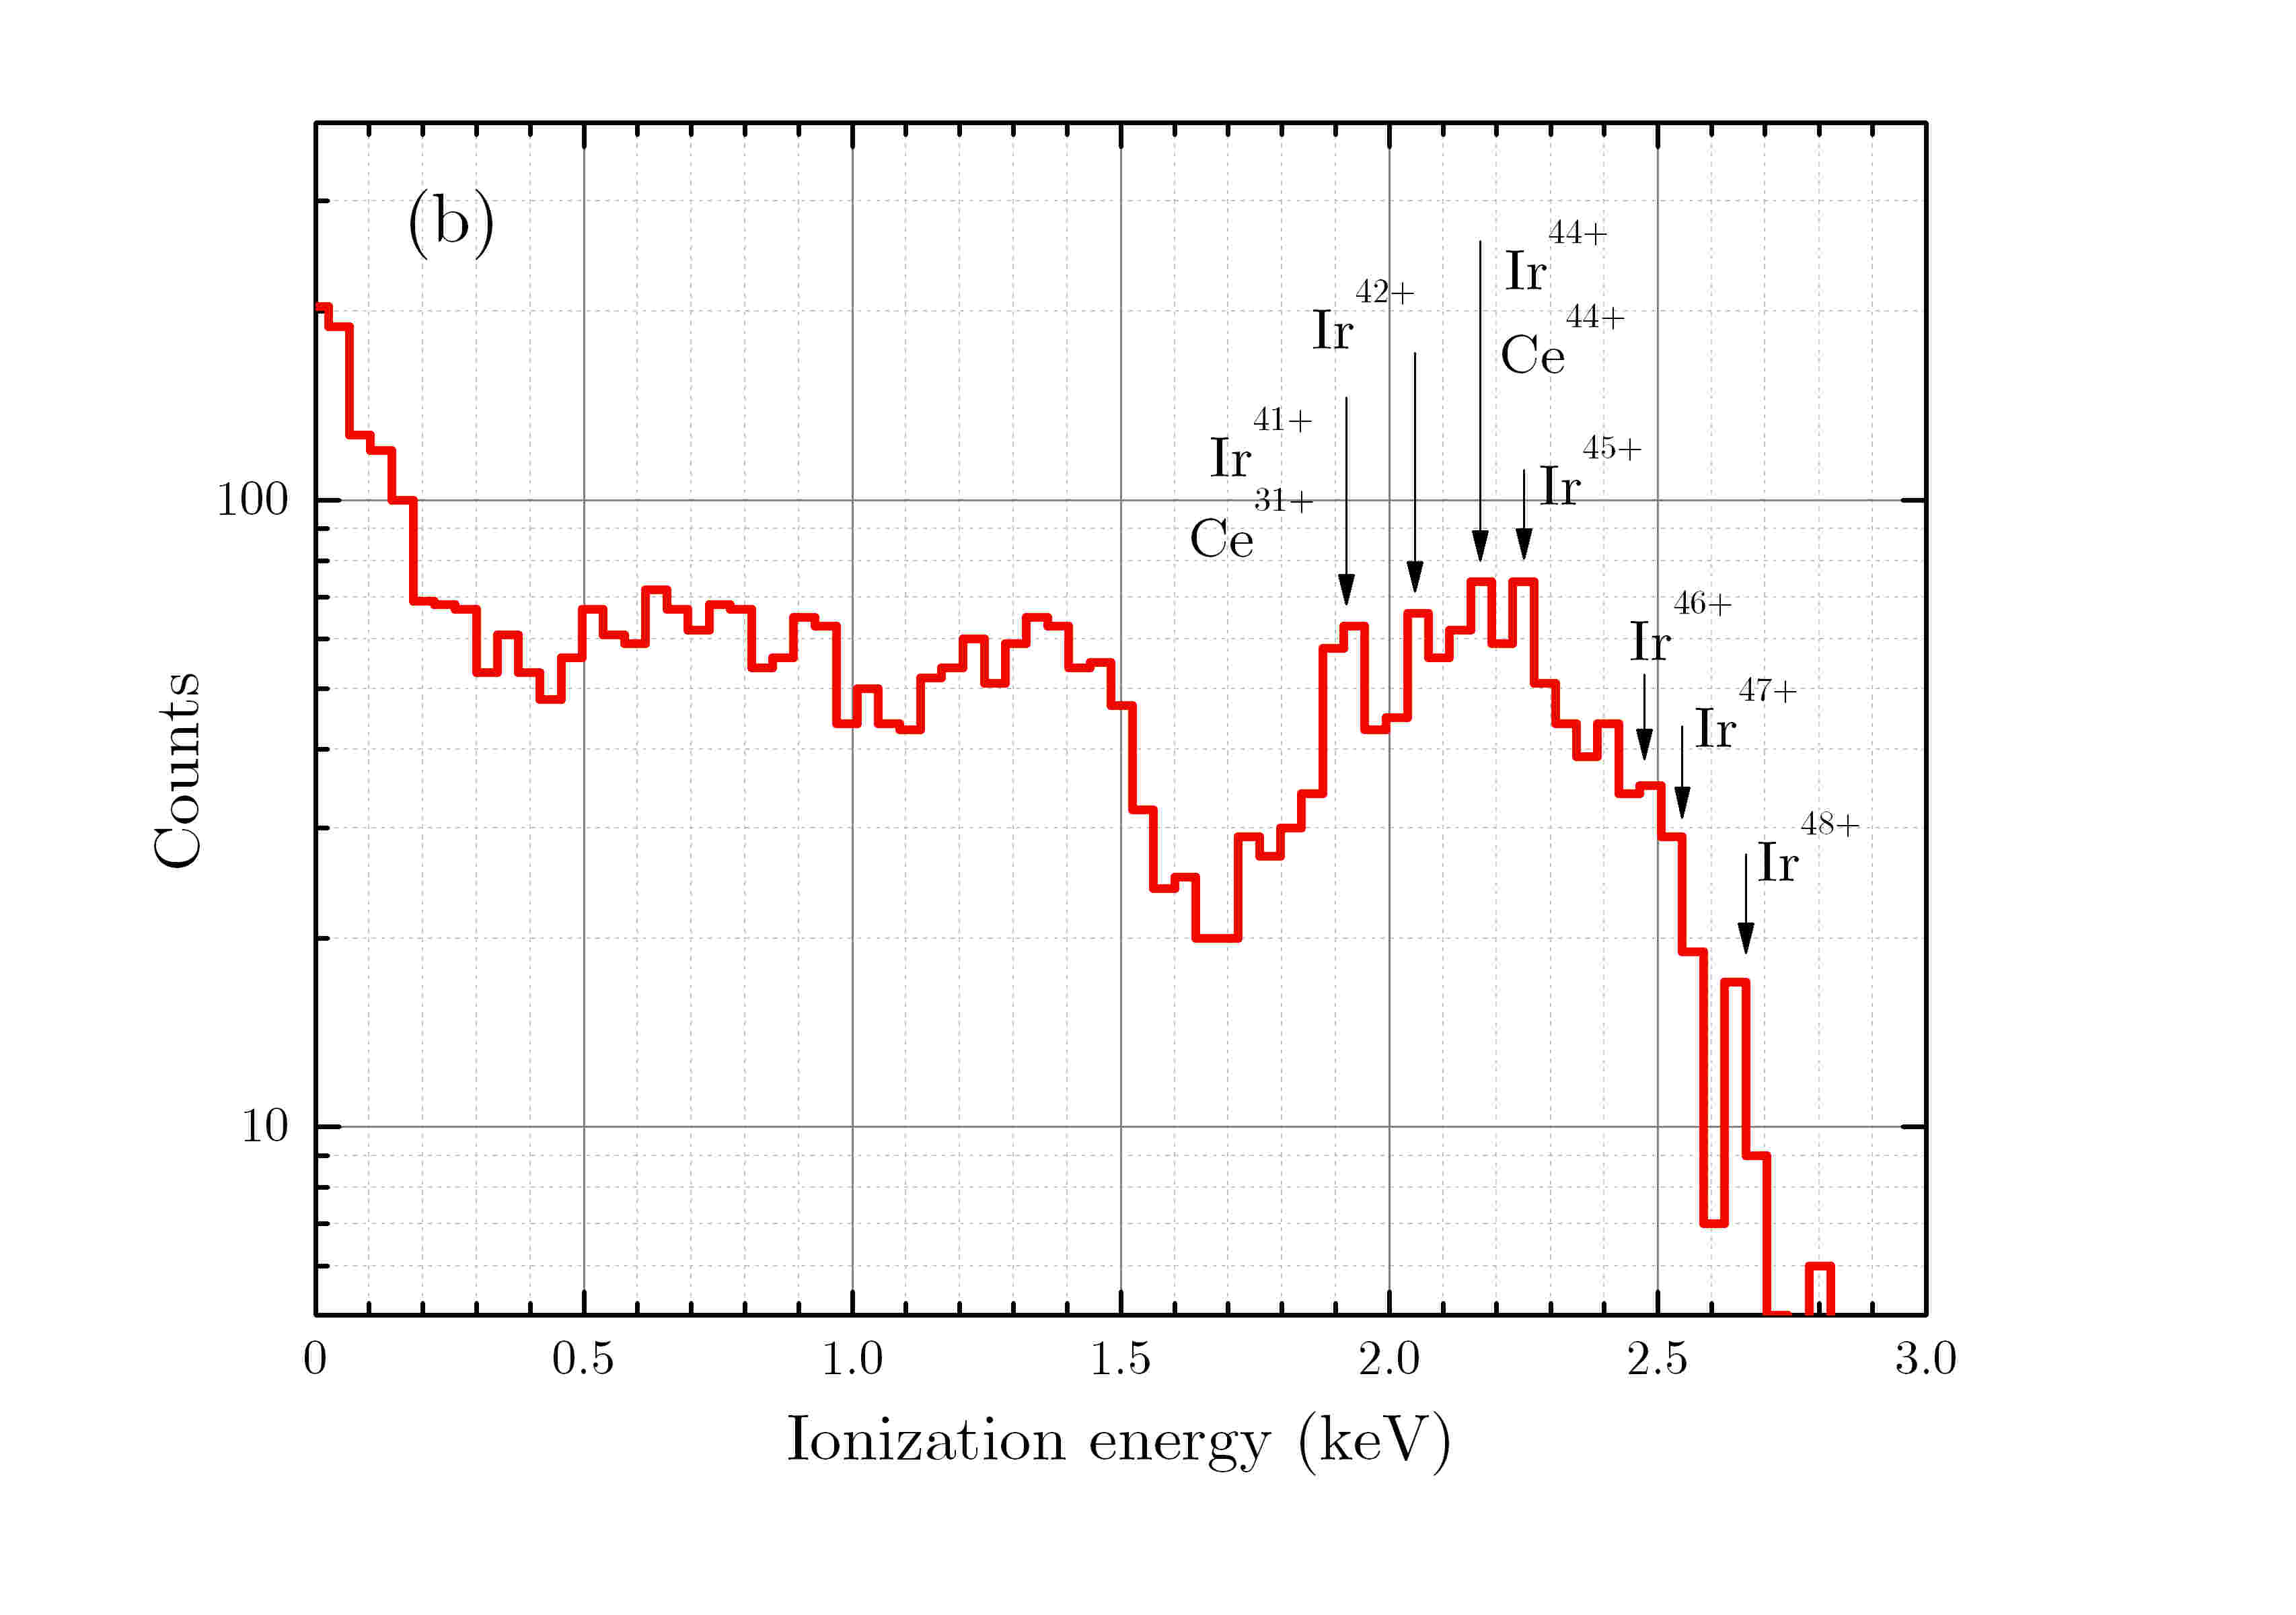 (b)
Ir44+
Ce44+
Ir42+
Ir41+
Ce31+
Ir45+
Ir46+
Ir47+
Ir48+
100
10
Counts
0 0.5 1.0 1.5 2.0 2.5 3.0
Ionization energy (keV)